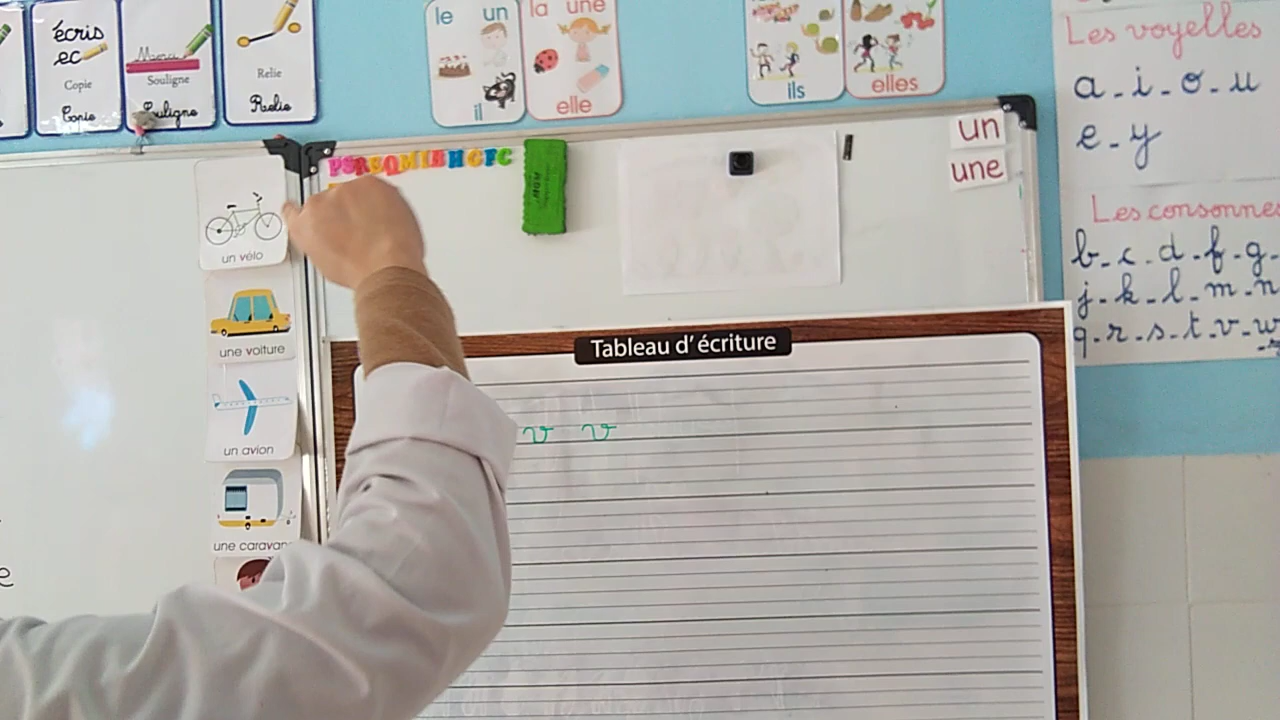 écris
ec
Copie
Copie
Souligne
Souligne
Relie
Relie
le un
il
la une
elle
ils
elles
Les voyelles
a - i - o - u
e - y
Les consonnes
b - c - d - f - g -
j - k - l - m - n
q - r - s - t - v - w
un
une
un vélo
une voiture
un avion
une caravane
Tableau d'écriture
v v
e